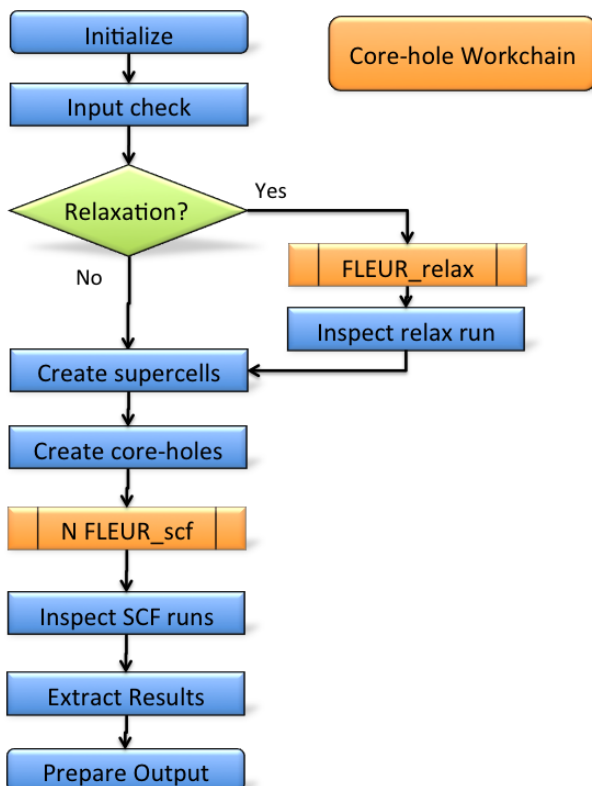 Initialize
Core-hole Workchain
Input check
Relaxation?
Yes
No
FLEUR_relax
Inspect relax run
Create supercells
Create core-holes
N FLEUR_scf
Inspect SCF runs
Extract Results
Prepare Output